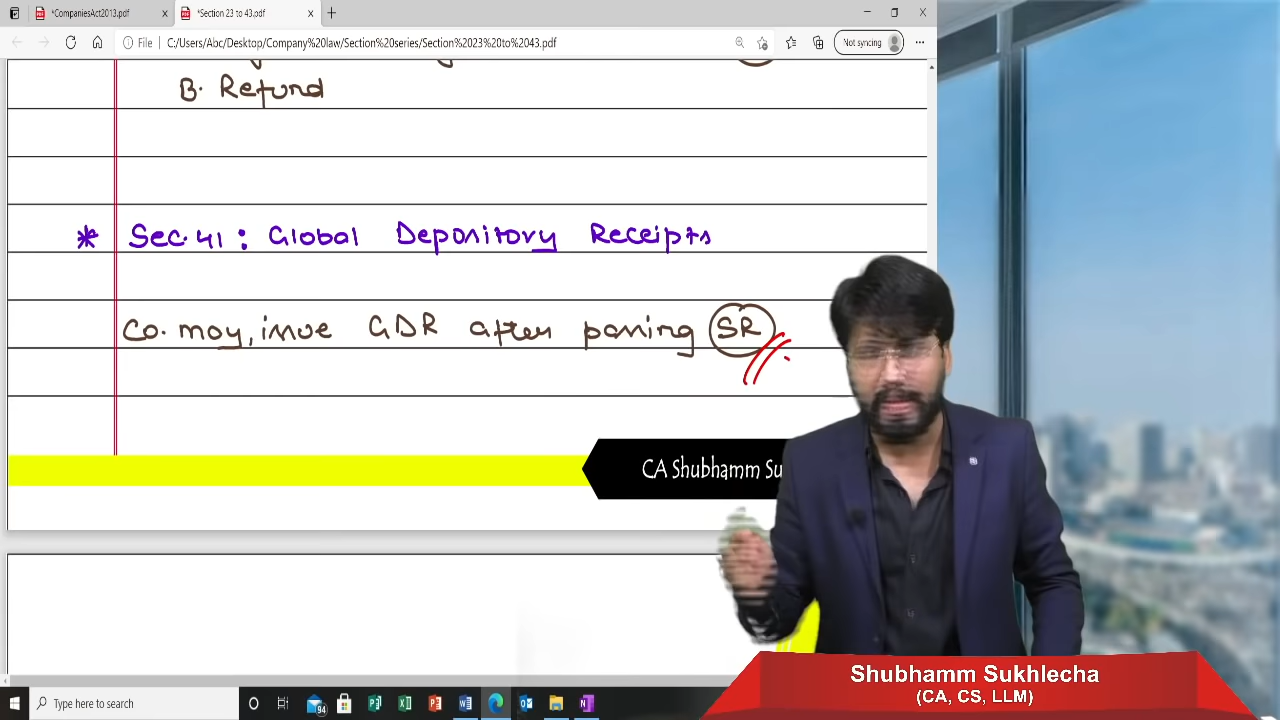 *CompaniesAct2013.pdf
*Section 23 to 43.pdf
File
C:/Users/Abc/Desktop/Company%20law/Section%20series/Section%2023%20to%2043.pdf
Not syncing
B. Refund
* Sec. 41 : Global Depository Receipts
Co. may, issue GDR after passing SR
CA Shubhamm Su
Shubhamm Sukhlecha
(CA, CS, LLM)
Type here to search
94